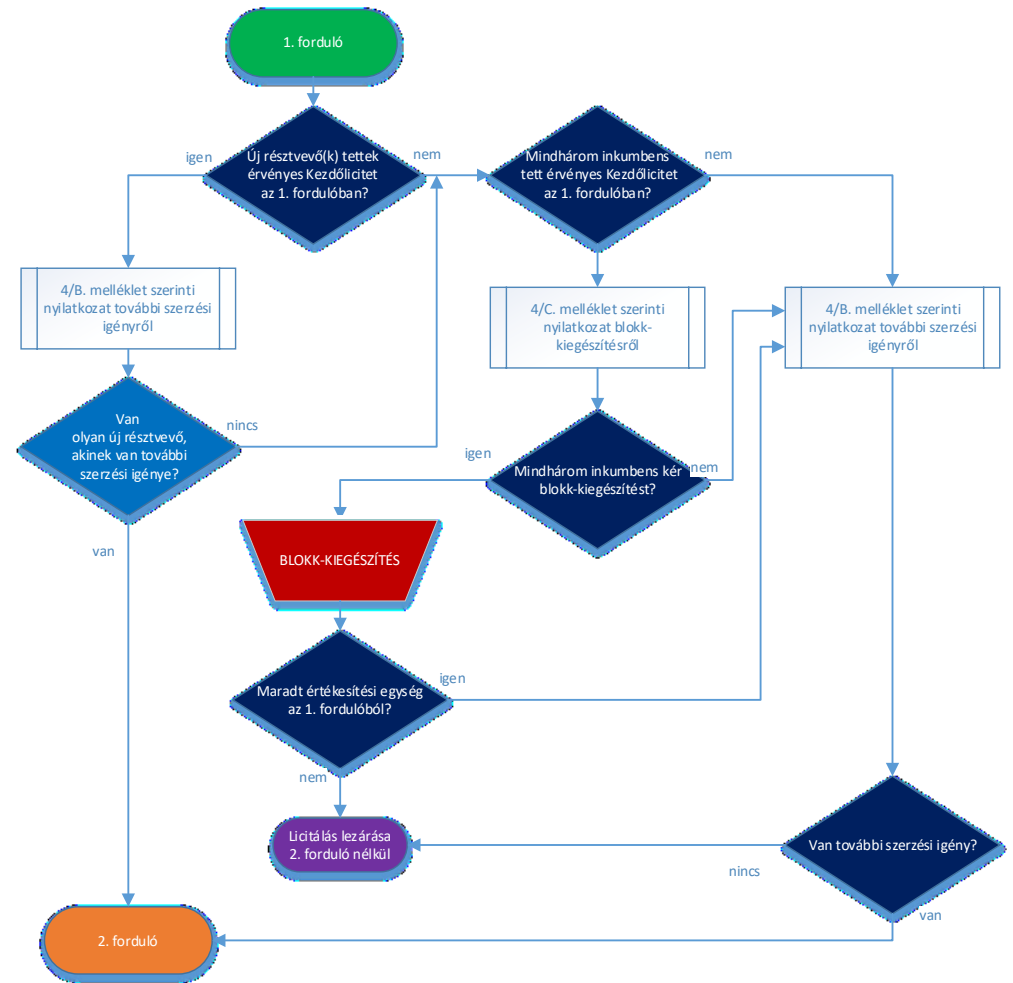 1. forduló
Új résztvevő(k) tettek
érvényes Kezdőlicitet
az 1. fordulóban?
igen
nem
Mindhárom inkumbens
tett érvényes Kezdőlicitet
az 1. fordulóban?
nem
4/B. melléklet szerinti
nyilatkozat további szerzési
igényről
4/C. melléklet szerinti
nyilatkozat blokk-
kiegészítésről
4/B. melléklet szerinti
nyilatkozat további szerzési
igényről
Van
olyan új résztvevő,
akinek van további
szerzési igénye?
nincs
van
igen
Mindhárom inkumbens kér
blokk-kiegészítést?
nem
BLOKK-KIEGÉSZÍTÉS
Maradt értékesítési egység
az 1. fordulóból?
igen
nem
Licitálás lezárása
2. forduló nélkül
Van további szerzési igény?
nincs
van
2. forduló